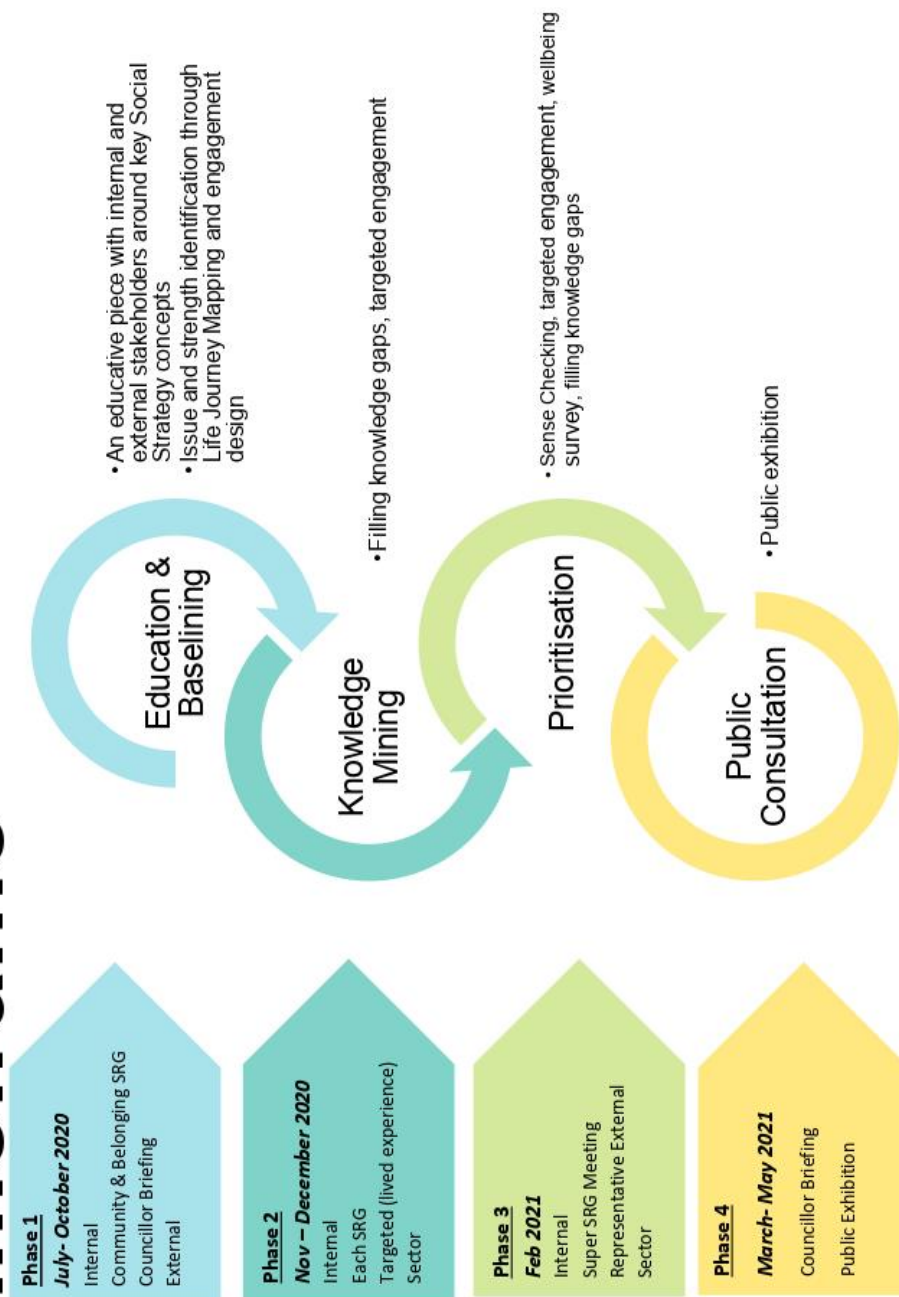 Phase 1
July- October 2020
Internal
Community & Belonging SRG
Councillor Briefing
External
Education &
Baselining
• An educative piece with internal and
external stakeholders around key Social
Strategy concepts
• Issue and strength identification through
Life Journey Mapping and engagement
design
Phase 2
Nov – December 2020
Internal
Each SRG
Targeted (lived experience)
Sector
Knowledge
Mining
• Filling knowledge gaps, targeted engagement
Phase 3
Feb 2021
Internal
Super SRG Meeting
Representative External
Sector
Prioritisation
• Sense Checking, targeted engagement, wellbeing
survey, filling knowledge gaps
Phase 4
March- May 2021
Councillor Briefing
Public Exhibition
Public
Consultation
• Public exhibition